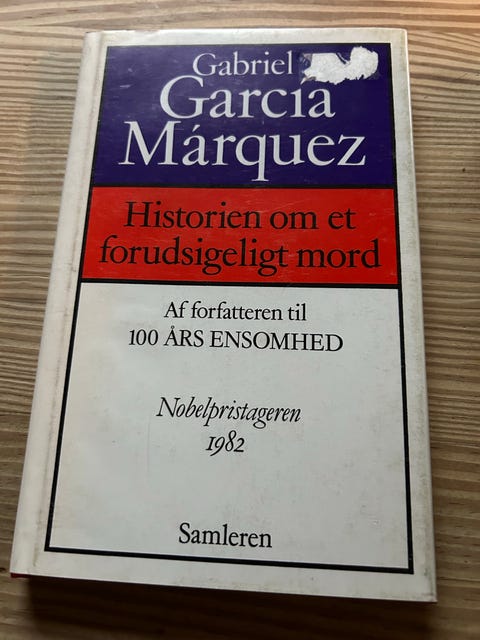 Gabriel
García
Márquez
Historien om et
forudsigeligt mord
Af forfatteren til
100 ÅRS ENSOMHED
Nobelpristageren
1982
Samleren